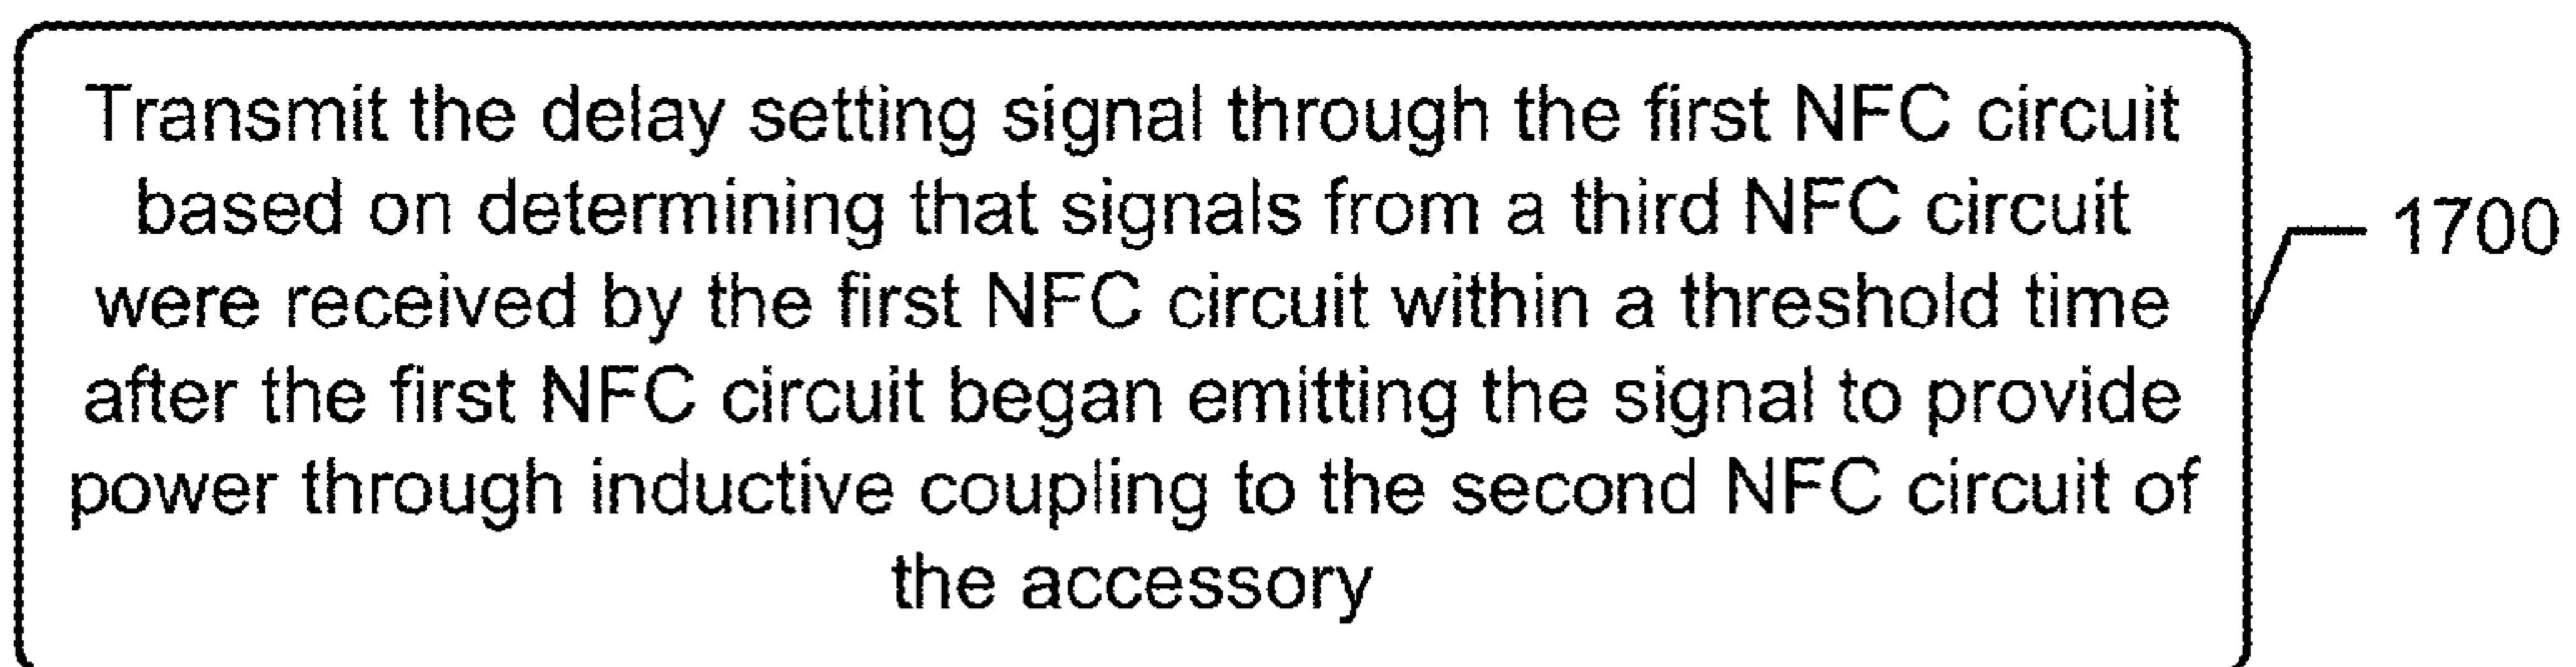 Transmit the delay setting signal through the first NFC circuit
based on determining that signals from a third NFC circuit
were received by the first NFC circuit within a threshold time
after the first NFC circuit began emitting the signal to provide
power through inductive coupling to the second NFC circuit of
the accessory
1700